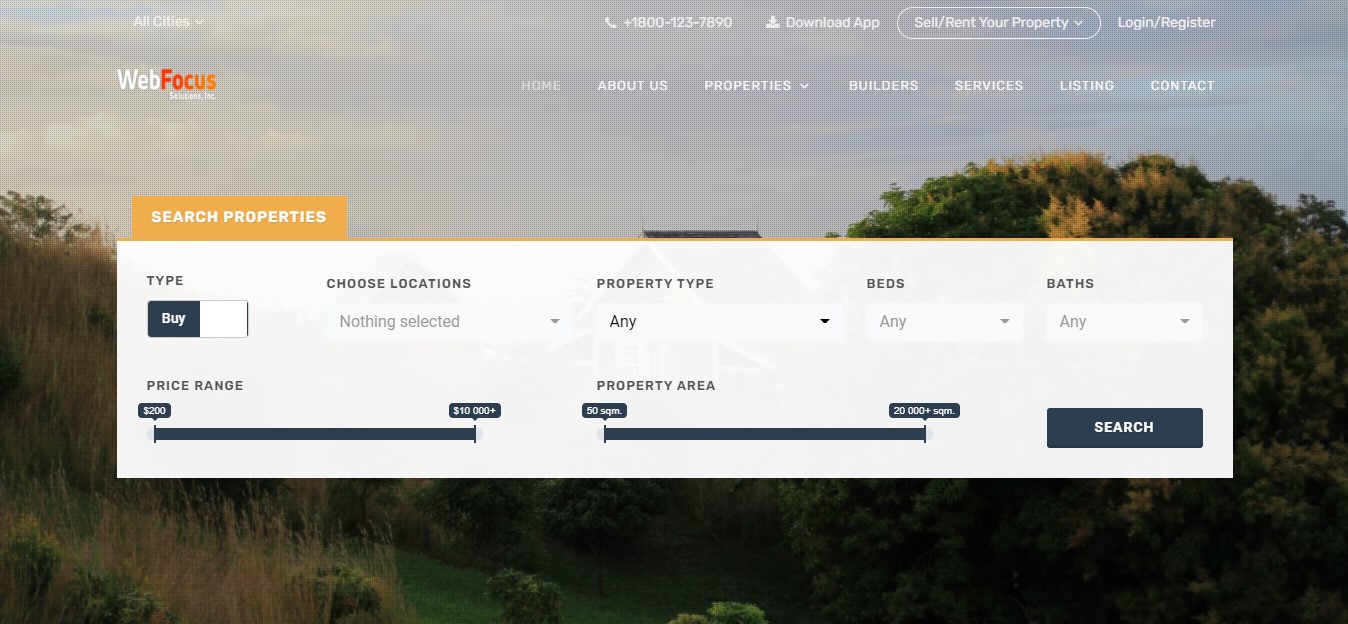 All Cities
+1800-123-7890
Download App
Sell/Rent Your Property
Login/Register
WebFocus
Solutions, Inc.
HOME
ABOUT US
PROPERTIES
BUILDERS
SERVICES
LISTING
CONTACT
SEARCH PROPERTIES
TYPE
CHOOSE LOCATIONS
PROPERTY TYPE
BEDS
BATHS
Buy
Nothing selected
Any
Any
Any
PRICE RANGE
PROPERTY AREA
$200
$10 000+
50 sqm.
20 000+ sqm.
SEARCH